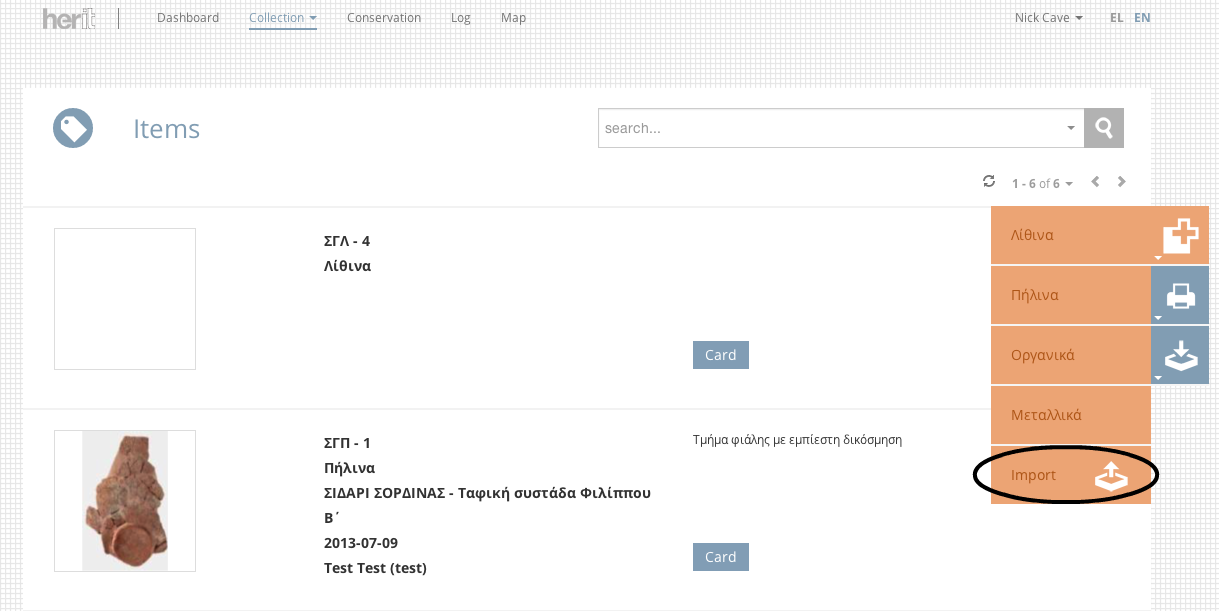 herit
Dashboard
Collection
Conservation
Log
Map
Nick Cave
EL
EN
Items
search...
1 - 6 of 6
ΣΓΛ - 4
Λίθινα
Card
Λίθινα
Πήλινα
Οργανικά
Μεταλλικά
Import
ΣΓΠ - 1
Πήλινα
ΣΙΔΑΡΙ ΣΟΡΔΙΝΑΣ - Ταφική συστάδα Φιλίππου
Β΄
2013-07-09
Test Test (test)
Τμήμα φιάλης με εμπίεστη δικόσμηση
Card